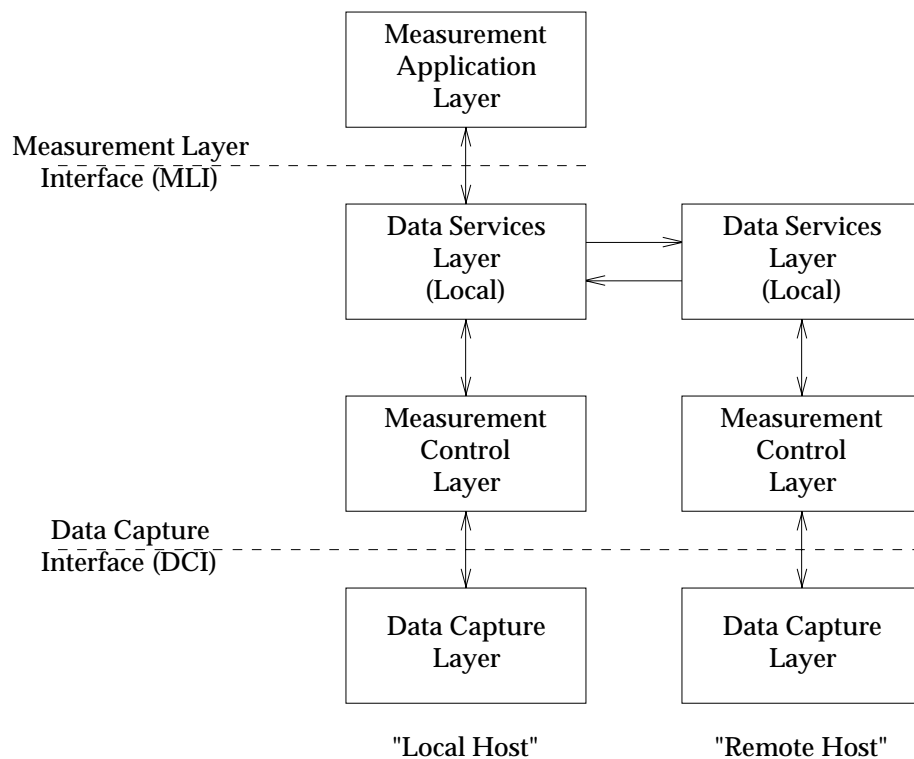 Measurement
Application
Layer
Measurement Layer
Interface (MLI)
Data Services
Layer
(Local)
Data Services
Layer
(Local)
Measurement
Control
Layer
Measurement
Control
Layer
Data Capture
Interface (DCI)
Data Capture
Layer
Data Capture
Layer
"Local Host"
"Remote Host"